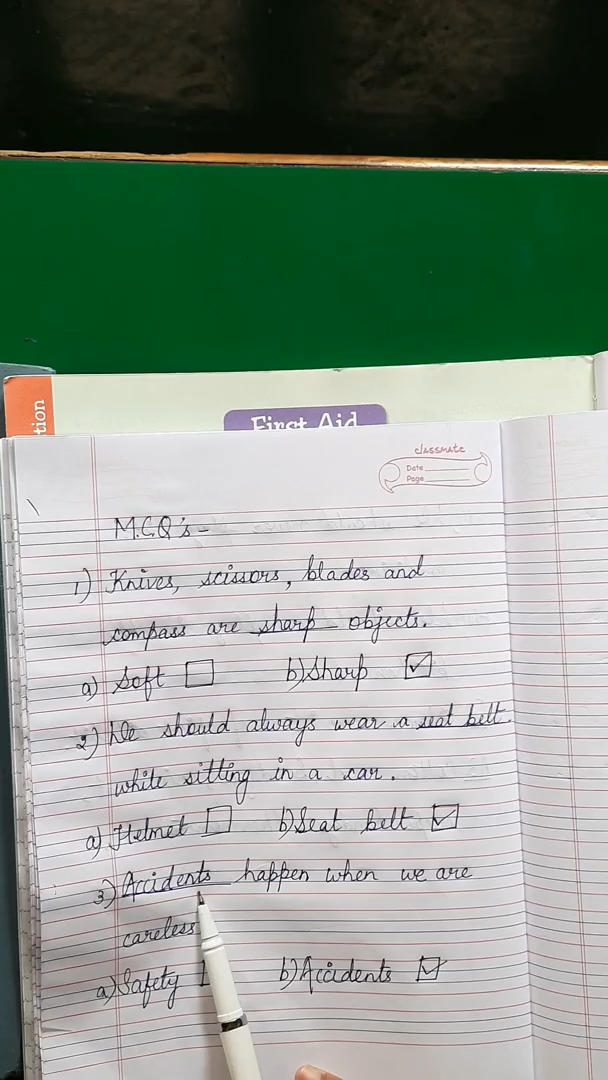 tion
First Aid
classmate
Date
Page
M.C.Q's -
1) Knives, scissors, blades and
compass are sharp objects.
a) Soft b) Sharp
2) We should always wear a seat belt
while sitting in a car.
a) Helmet b) Seat belt
3) Accidents happen when we are
careless
a) Safety b) Accidents